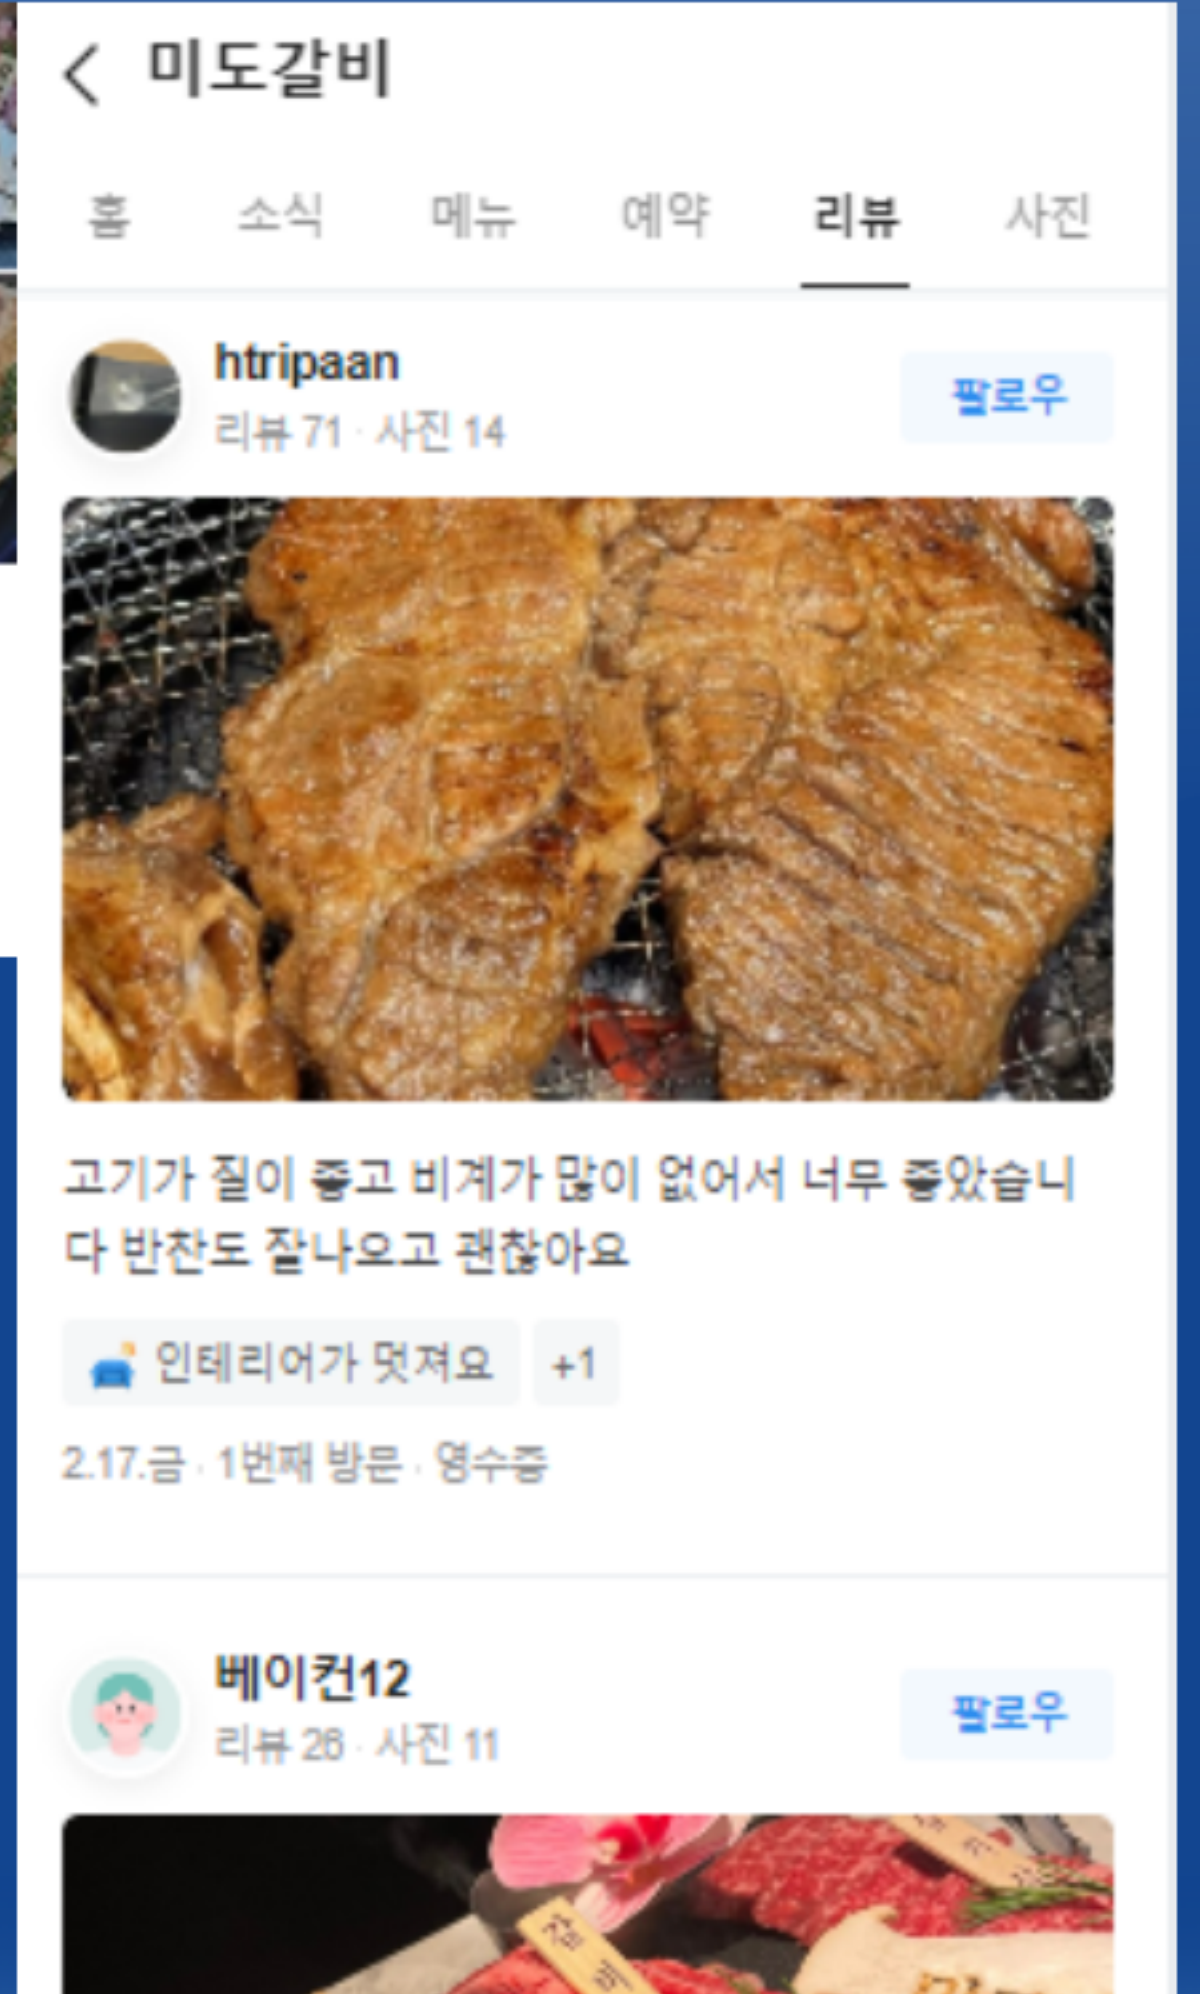 미도갈비
홈 소식 메뉴 예약 리뷰 사진
htripaan
리뷰 71 · 사진 14
팔로우
고기가 질이 좋고 비계가 많이 없어서 너무 좋았습니
다 반찬도 잘나오고 괜찮아요
인테리어가 멋져요 +1
2.17.금 · 1번째 방문 · 영수증
베이컨12
리뷰 26 · 사진 11
팔로우